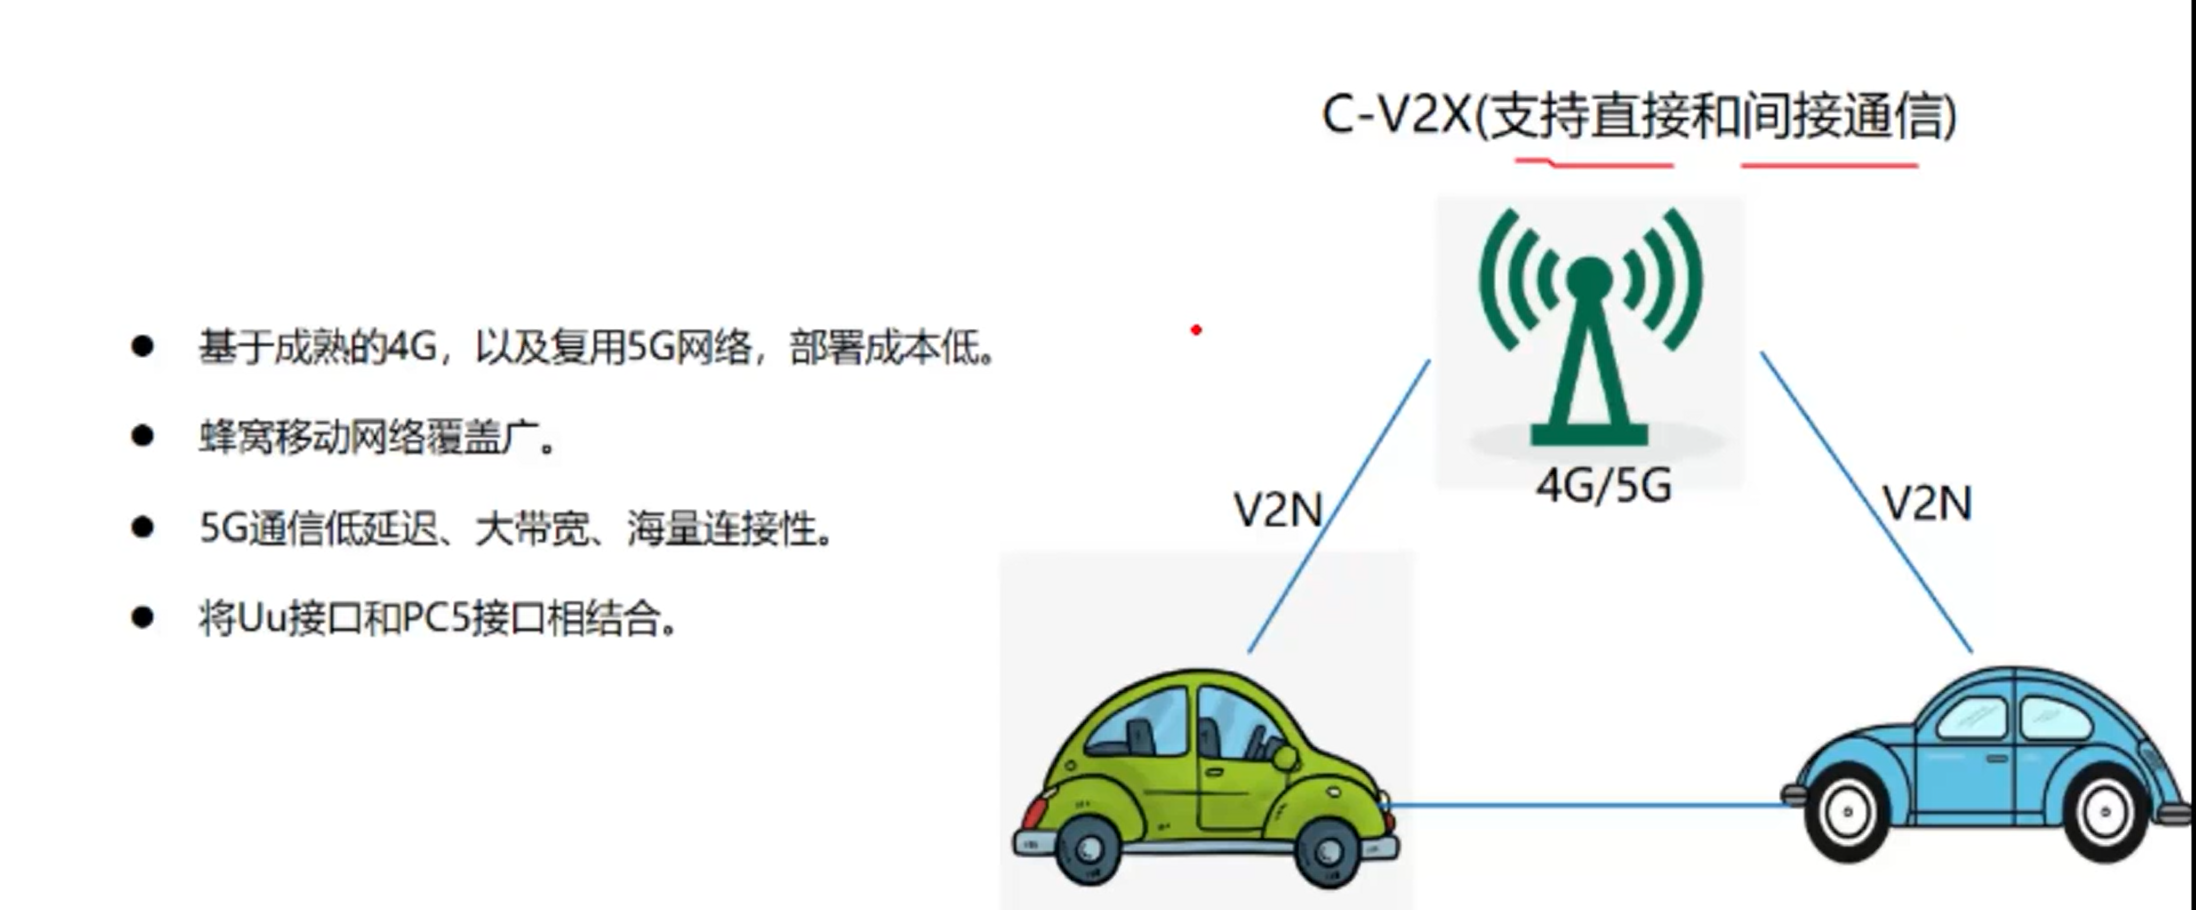 C-V2X(支持直接和间接通信)
基于成熟的4G，以及复用5G网络，部署成本低。
蜂窝移动网络覆盖广。
5G通信低延迟、大带宽、海量连接性。
将Uu接口和PC5接口相结合。
4G/5G
V2N
V2N